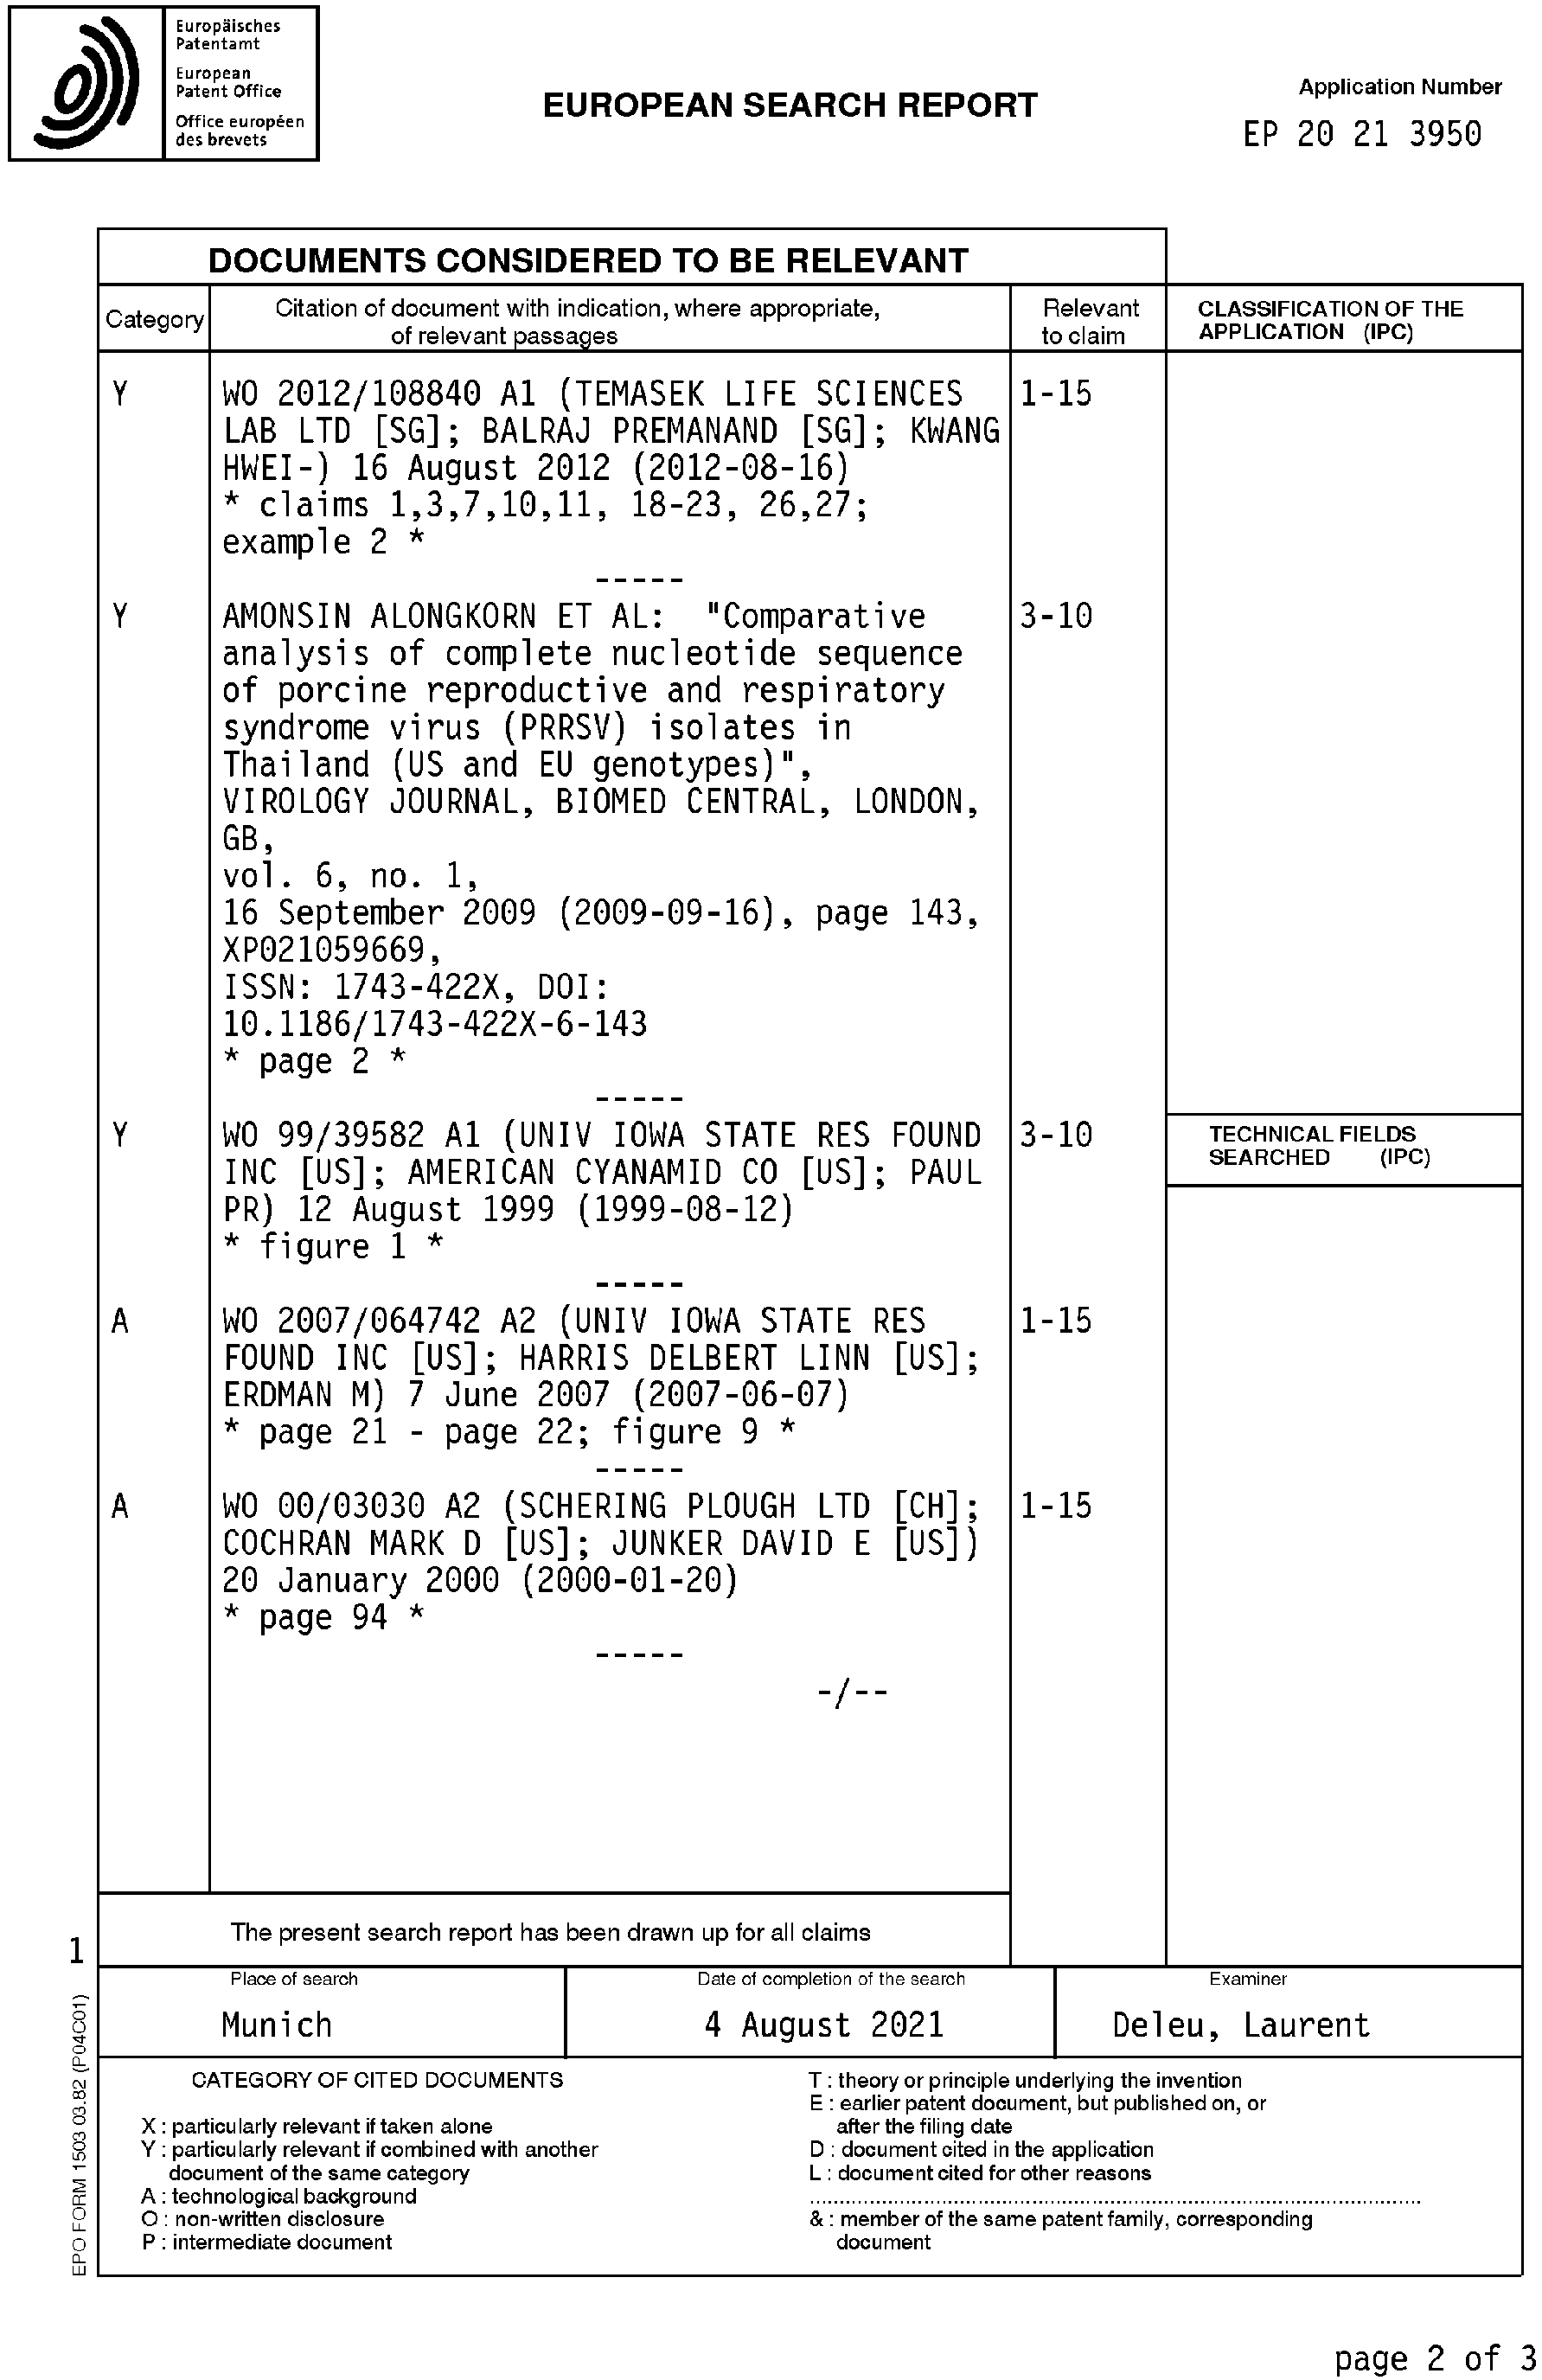 Europäisches
Patentamt
European
Patent Office
Office européen
des brevets
EUROPEAN SEARCH REPORT
Application Number
EP 20 21 3950
DOCUMENTS CONSIDERED TO BE RELEVANT
Category
Citation of document with indication, where appropriate,
of relevant passages
Relevant
to claim
CLASSIFICATION OF THE
APPLICATION (IPC)
Y
WO 2012/108840 A1 (TEMASEK LIFE SCIENCES
LAB LTD [SG]; BALRAJ PREMANAND [SG]; KWANG
HWEI-) 16 August 2012 (2012-08-16)
* claims 1,3,7,10,11, 18-23, 26,27;
example 2 *
-----
1-15
Y
AMONSIN ALONGKORN ET AL: "Comparative
analysis of complete nucleotide sequence
of porcine reproductive and respiratory
syndrome virus (PRRSV) isolates in
Thailand (US and EU genotypes)",
VIROLOGY JOURNAL, BIOMED CENTRAL, LONDON,
GB,
vol. 6, no. 1,
16 September 2009 (2009-09-16), page 143,
XP021059669,
ISSN: 1743-422X, DOI:
10.1186/1743-422X-6-143
* page 2 *
-----
3-10
Y
WO 99/39582 A1 (UNIV IOWA STATE RES FOUND
INC [US]; AMERICAN CYANAMID CO [US]; PAUL
PR) 12 August 1999 (1999-08-12)
* figure 1 *
-----
3-10
TECHNICAL FIELDS
SEARCHED (IPC)
A
WO 2007/064742 A2 (UNIV IOWA STATE RES
FOUND INC [US]; HARRIS DELBERT LINN [US];
ERDMAN M) 7 June 2007 (2007-06-07)
* page 21 - page 22; figure 9 *
-----
1-15
A
WO 00/03030 A2 (SCHERING PLOUGH LTD [CH];
COCHRAN MARK D [US]; JUNKER DAVID E [US])
20 January 2000 (2000-01-20)
* page 94 *
-----
1-15
-/--
The present search report has been drawn up for all claims
1
Place of search
Munich
Date of completion of the search
4 August 2021
Examiner
Deleu, Laurent
CATEGORY OF CITED DOCUMENTS
X : particularly relevant if taken alone
Y : particularly relevant if combined with another
document of the same category
A : technological background
O : non-written disclosure
P : intermediate document
T : theory or principle underlying the invention
E : earlier patent document, but published on, or
after the filing date
D : document cited in the application
L : document cited for other reasons
& : member of the same patent family, corresponding
document
EPO FORM 1503 03.82 (P04C01)
page 2 of 3